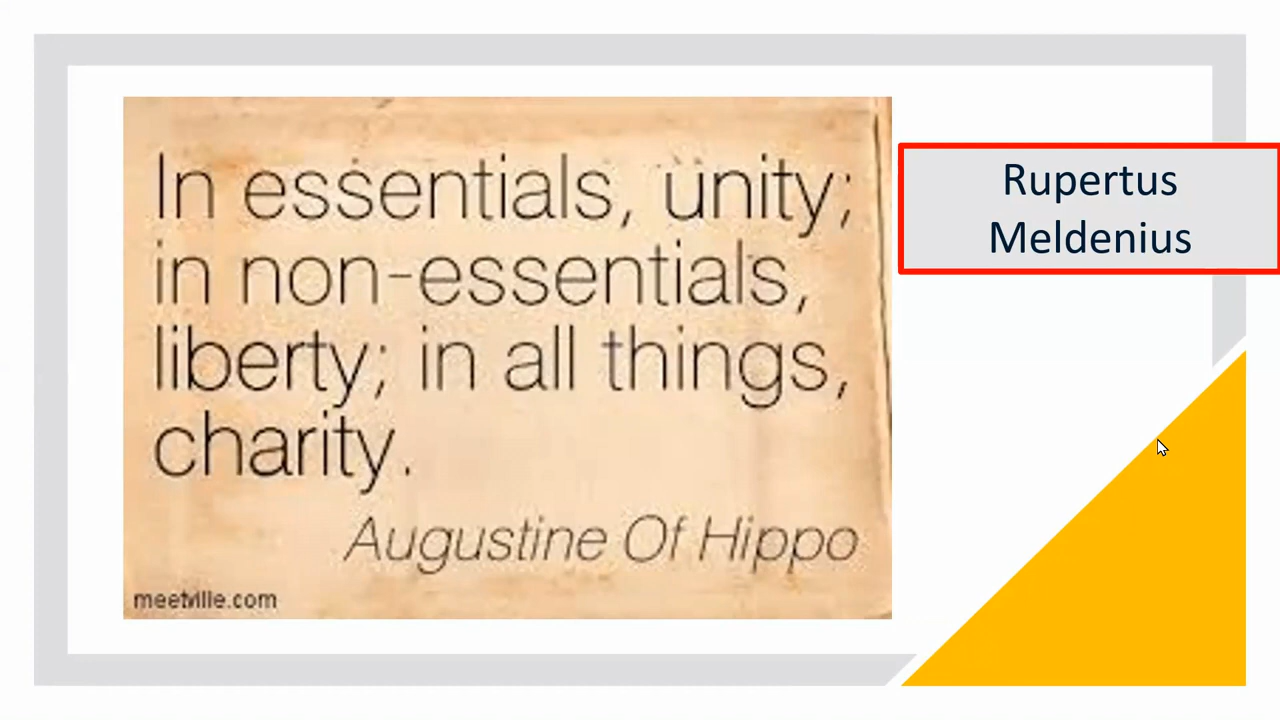 In essentials, unity;
in non-essentials,
liberty; in all things,
charity.
Augustine Of Hippo
meetville.com
Rupertus
Meldenius